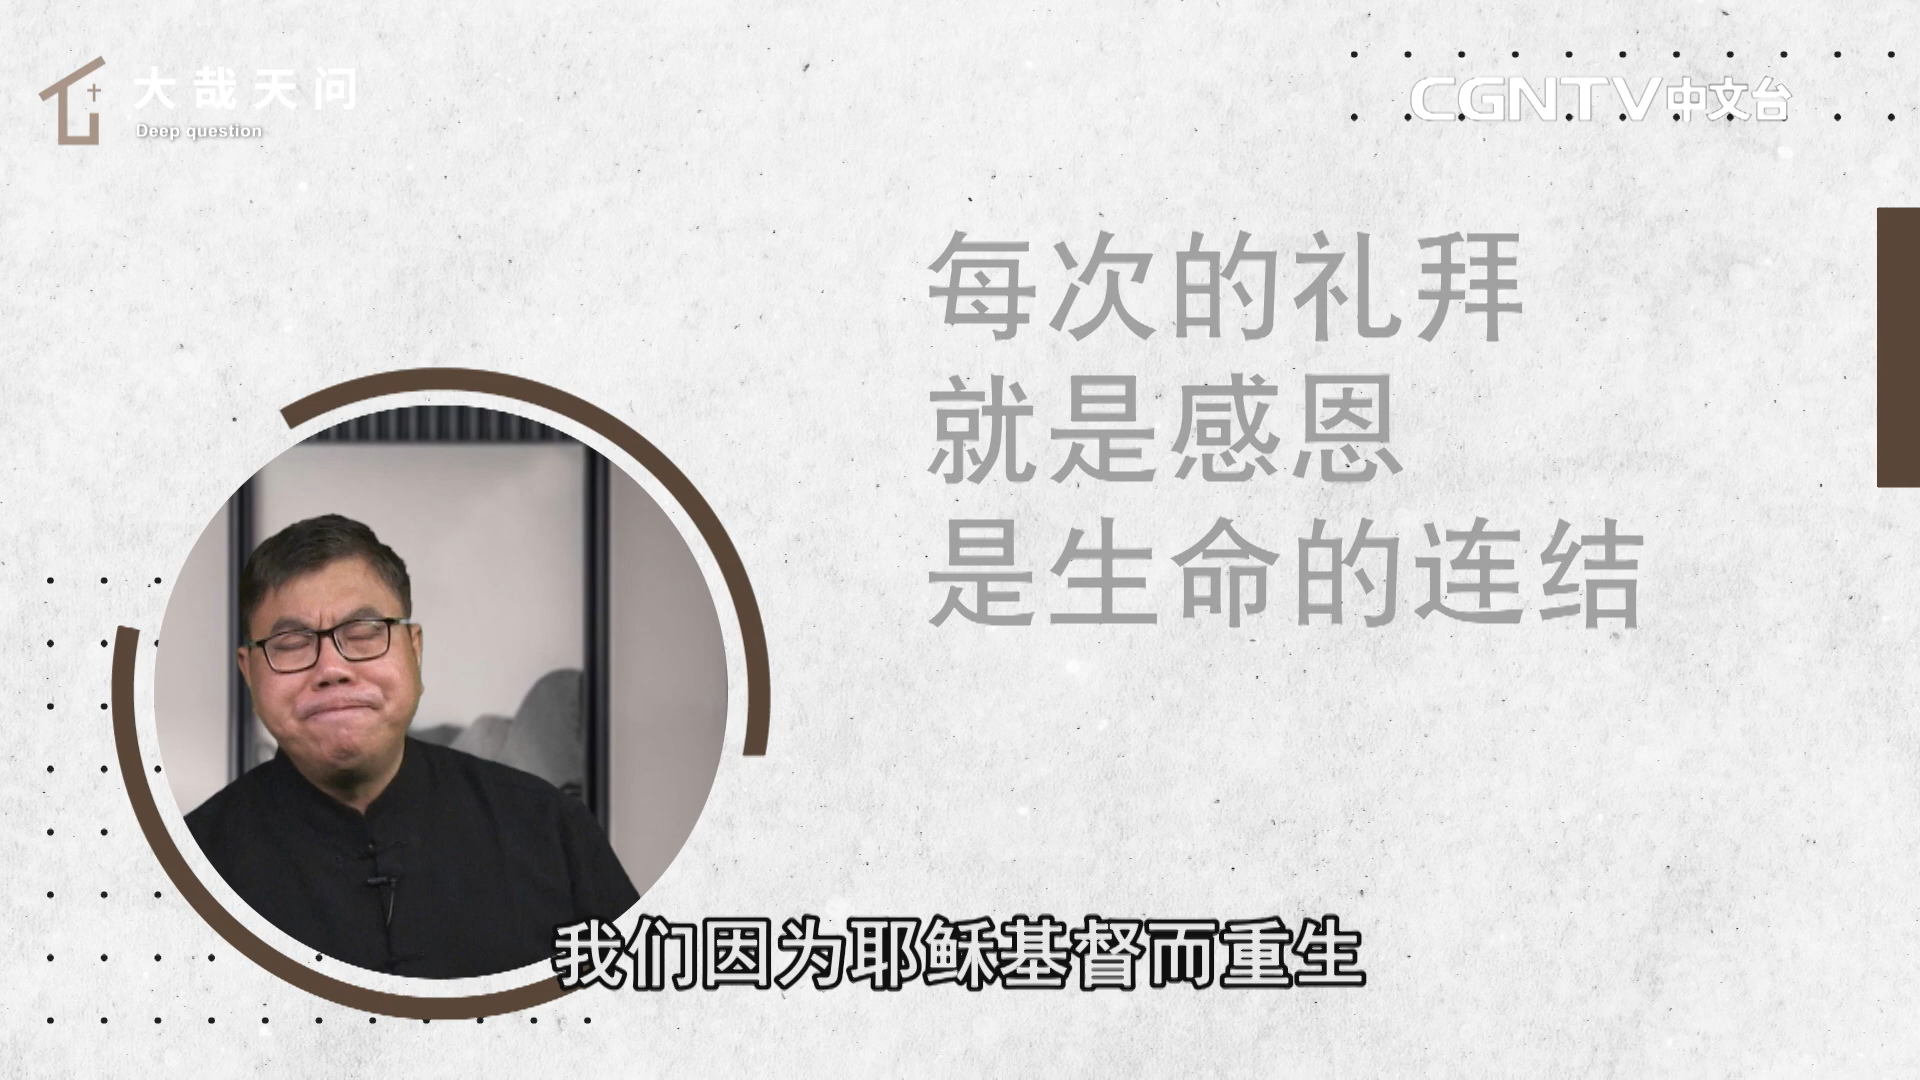 大哉天问
Deep question
CGNTV中文台
每次的礼拜
就是感恩
是生命的连结
我们因为耶稣基督而重生